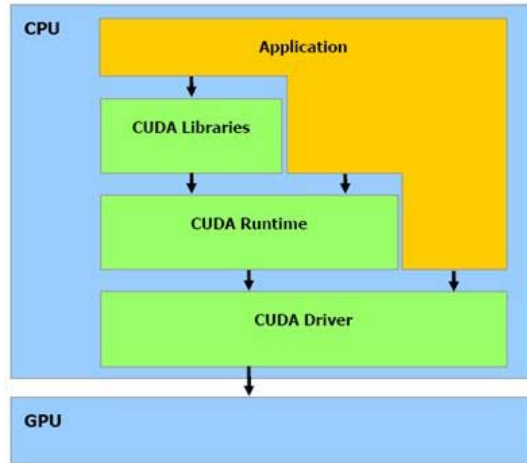 CPU
Application
CUDA Libraries
CUDA Runtime
CUDA Driver
GPU